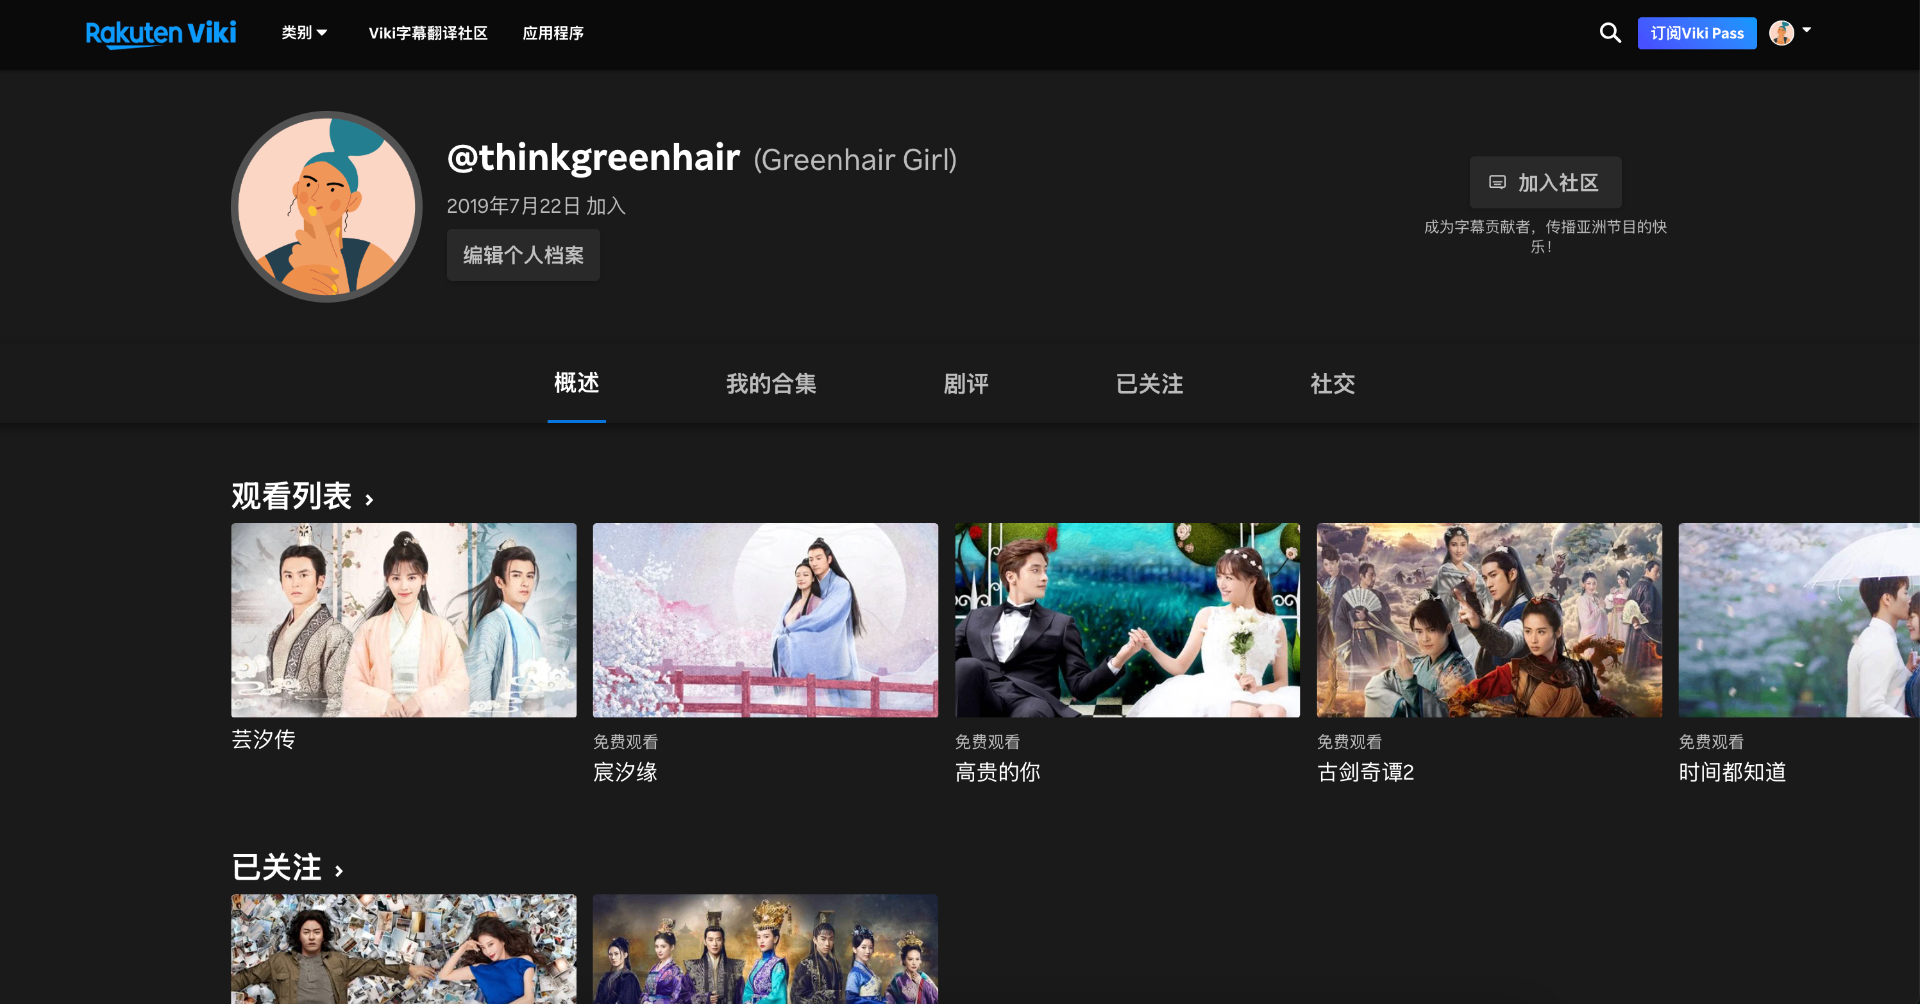 Rakuten Viki
类别
Viki字幕翻译社区
应用程序
订阅Viki Pass
@thinkgreenhair (Greenhair Girl)
2019年7月22日 加入
编辑个人档案
加入社区
成为字幕贡献者，传播亚洲节目的快
乐！
概述
我的合集
剧评
已关注
社交
观看列表 ›
芸汐传
免费观看
宸汐缘
免费观看
高贵的你
免费观看
古剑奇谭2
免费观看
时间都知道
已关注 ›